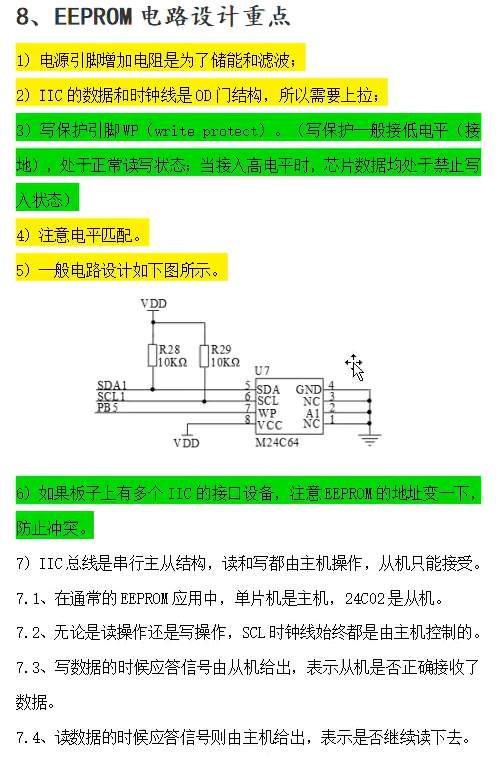 8、EEPROM 电路设计重点
1）电源引脚增加电阻是为了储能和滤波；
2）IIC 的数据和时钟线是 OD 门结构，所以需要上拉；
3）写保护引脚 WP（write protect）。（写保护一般接低电平（接
地），处于正常读写状态；当接入高电平时，芯片数据均处于禁止写
入状态）
4）注意电平匹配。
5）一般电路设计如下图所示。
VDD
R28
10KΩ
R29
10KΩ
U7
SDA1
SCL1
PB5
5
6
7
8
SDA
SCL
WP
VCC
GND
NC
A1
NC
4
3
2
1
VDD
M24C64
6）如果板子上有多个 IIC 的接口设备，注意 EEPROM 的地址变一下，
防止冲突。
7）IIC 总线是串行主从结构，读和写都由主机操作，从机只能接受。
7.1、在通常的 EEPROM 应用中，单片机是主机，24C02 是从机。
7.2、无论是读操作还是写操作，SCL 时钟线始终都是由主机控制的。
7.3、写数据的时候应答信号由从机给出，表示从机是否正确接收了
数据。
7.4、读数据的时候应答信号则由主机给出，表示是否继续读下去。